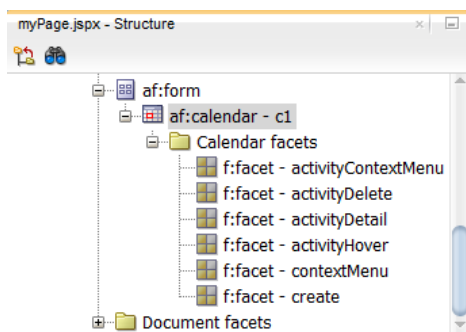 myPage.jspx - Structure
af:form
af:calendar - c1
Calendar facets
f:facet - activityContextMenu
f:facet - activityDelete
f:facet - activityDetail
f:facet - activityHover
f:facet - contextMenu
f:facet - create
Document facets